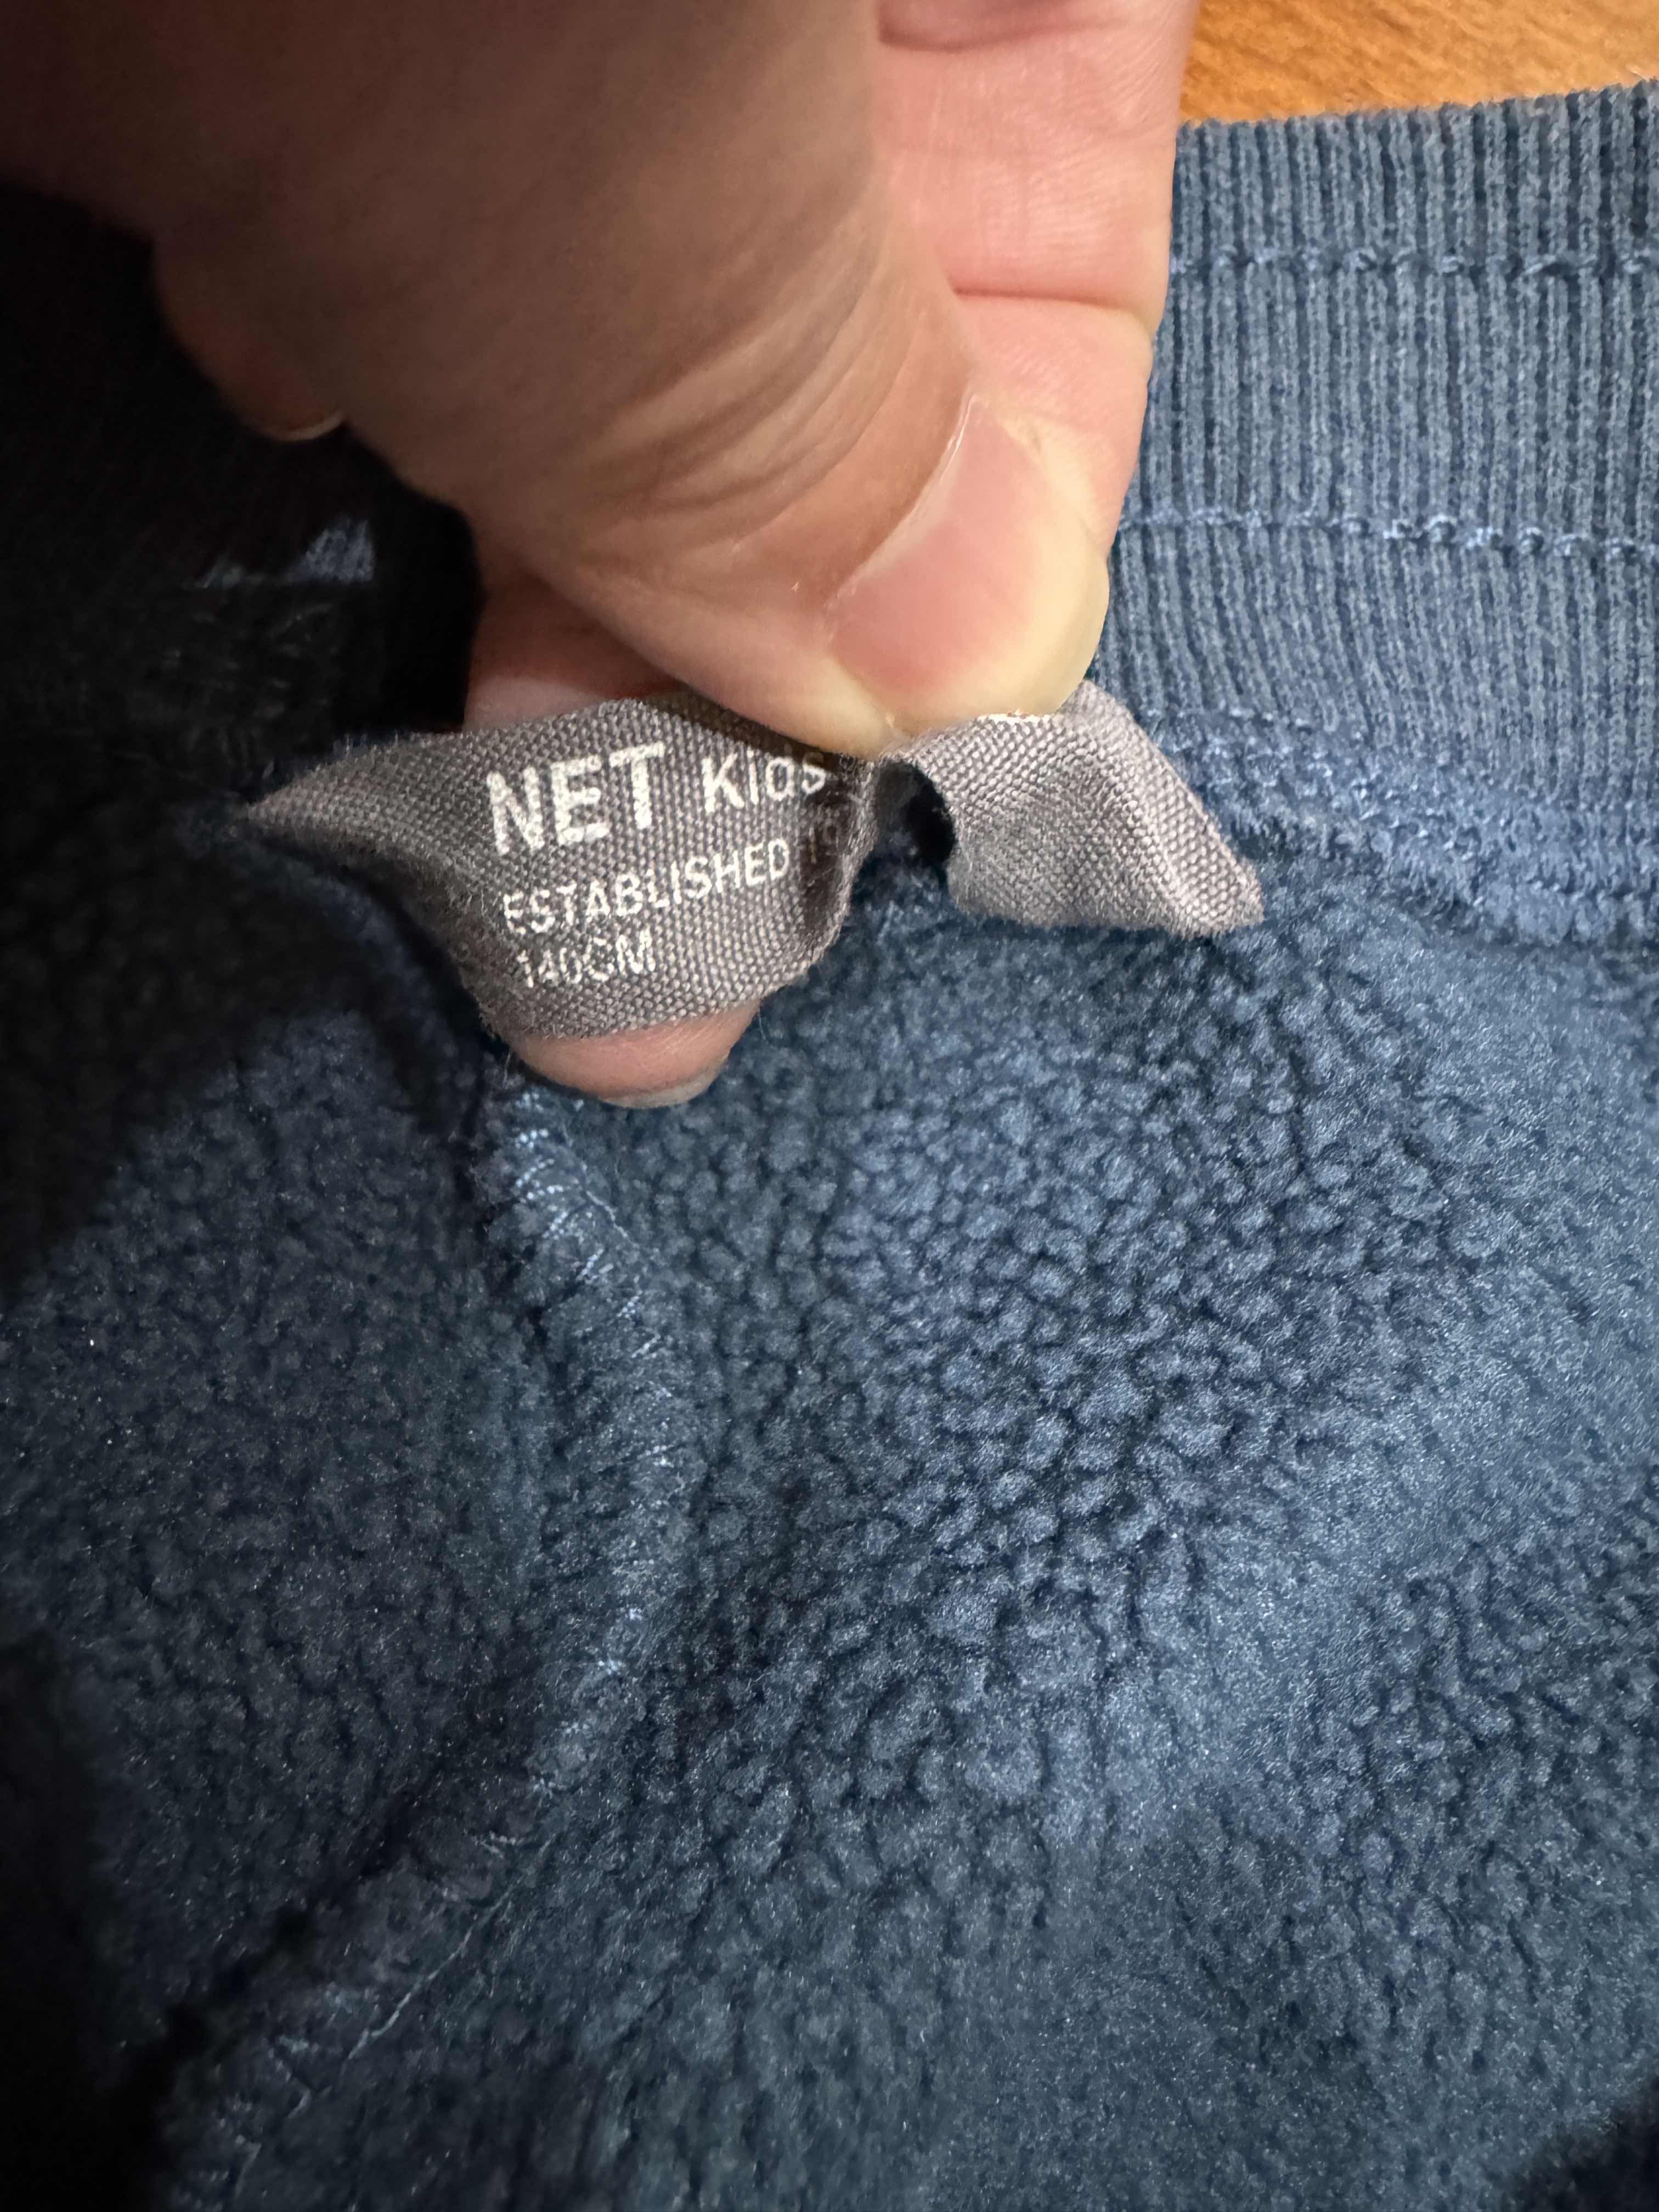 NET Kids
ESTABLISHED
140CM